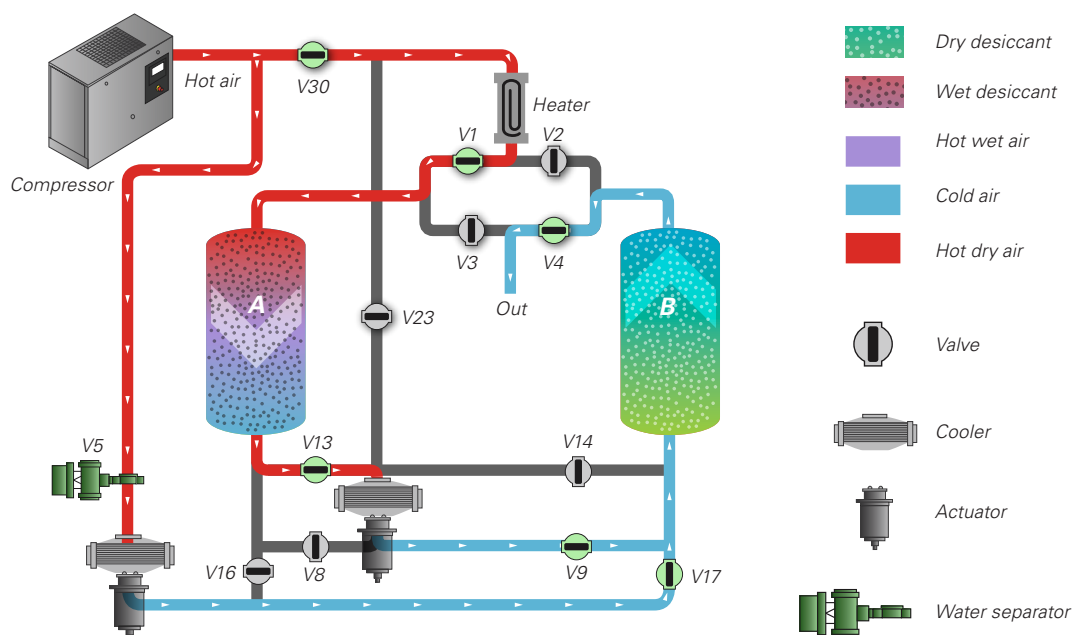 Hot air
V30
Compressor
Heater
V1
V2
V3
V4
Out
A
B
V23
V5
V13
V14
V16
V8
V9
V17
Dry desiccant
Wet desiccant
Hot wet air
Cold air
Hot dry air
Valve
Cooler
Actuator
Water separator